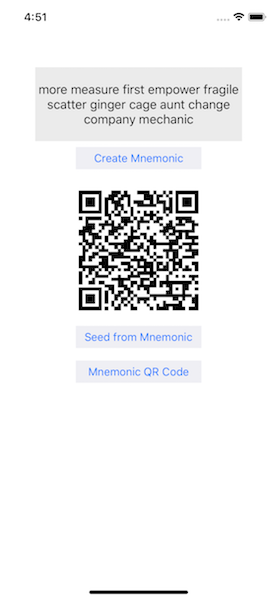 4:51
more measure first empower fragile
scatter ginger cage aunt change
company mechanic
Create Mnemonic
Seed from Mnemonic
Mnemonic QR Code